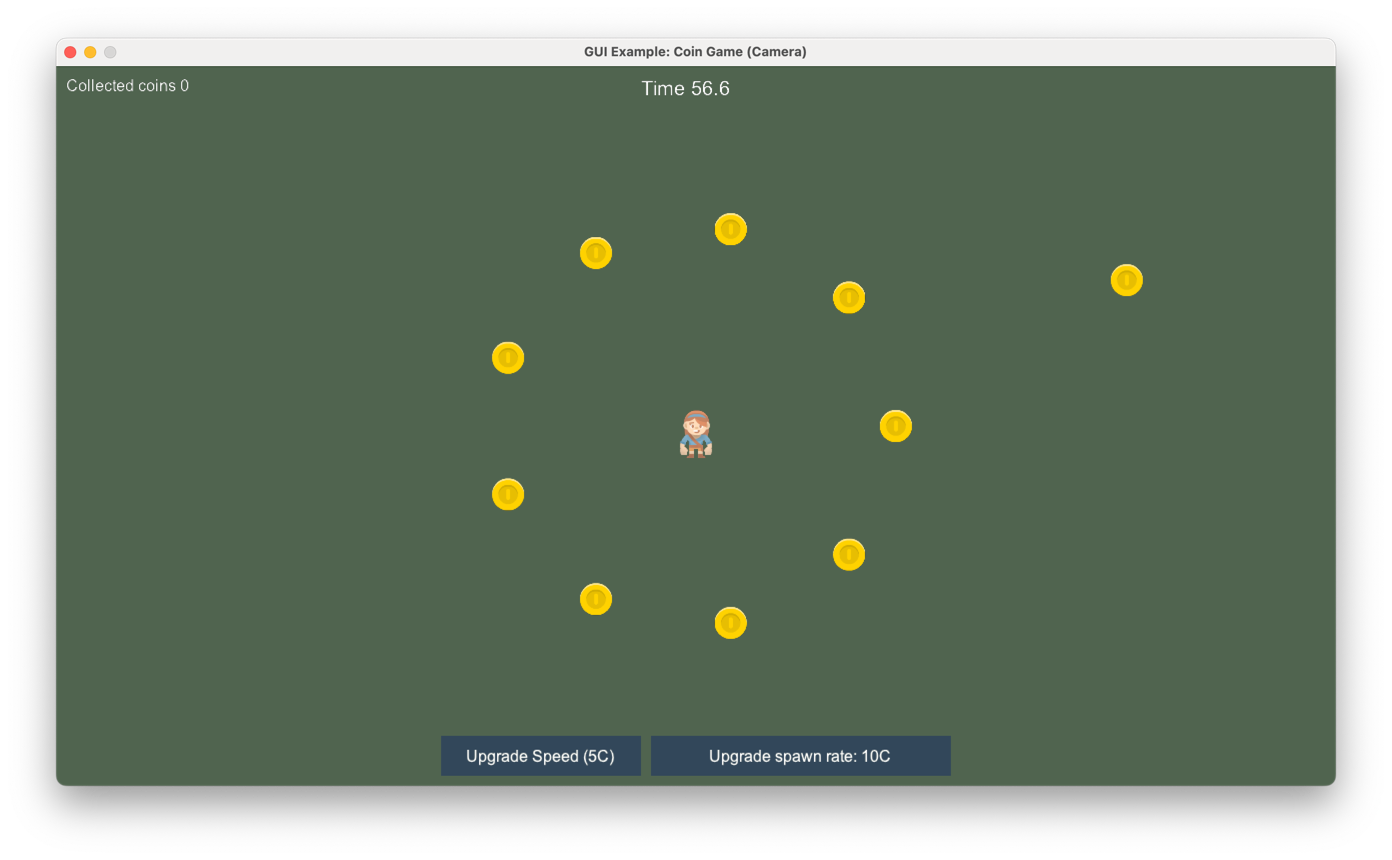 GUI Example: Coin Game (Camera)
Collected coins 0
Time 56.6
Upgrade Speed (5C)
Upgrade spawn rate: 10C